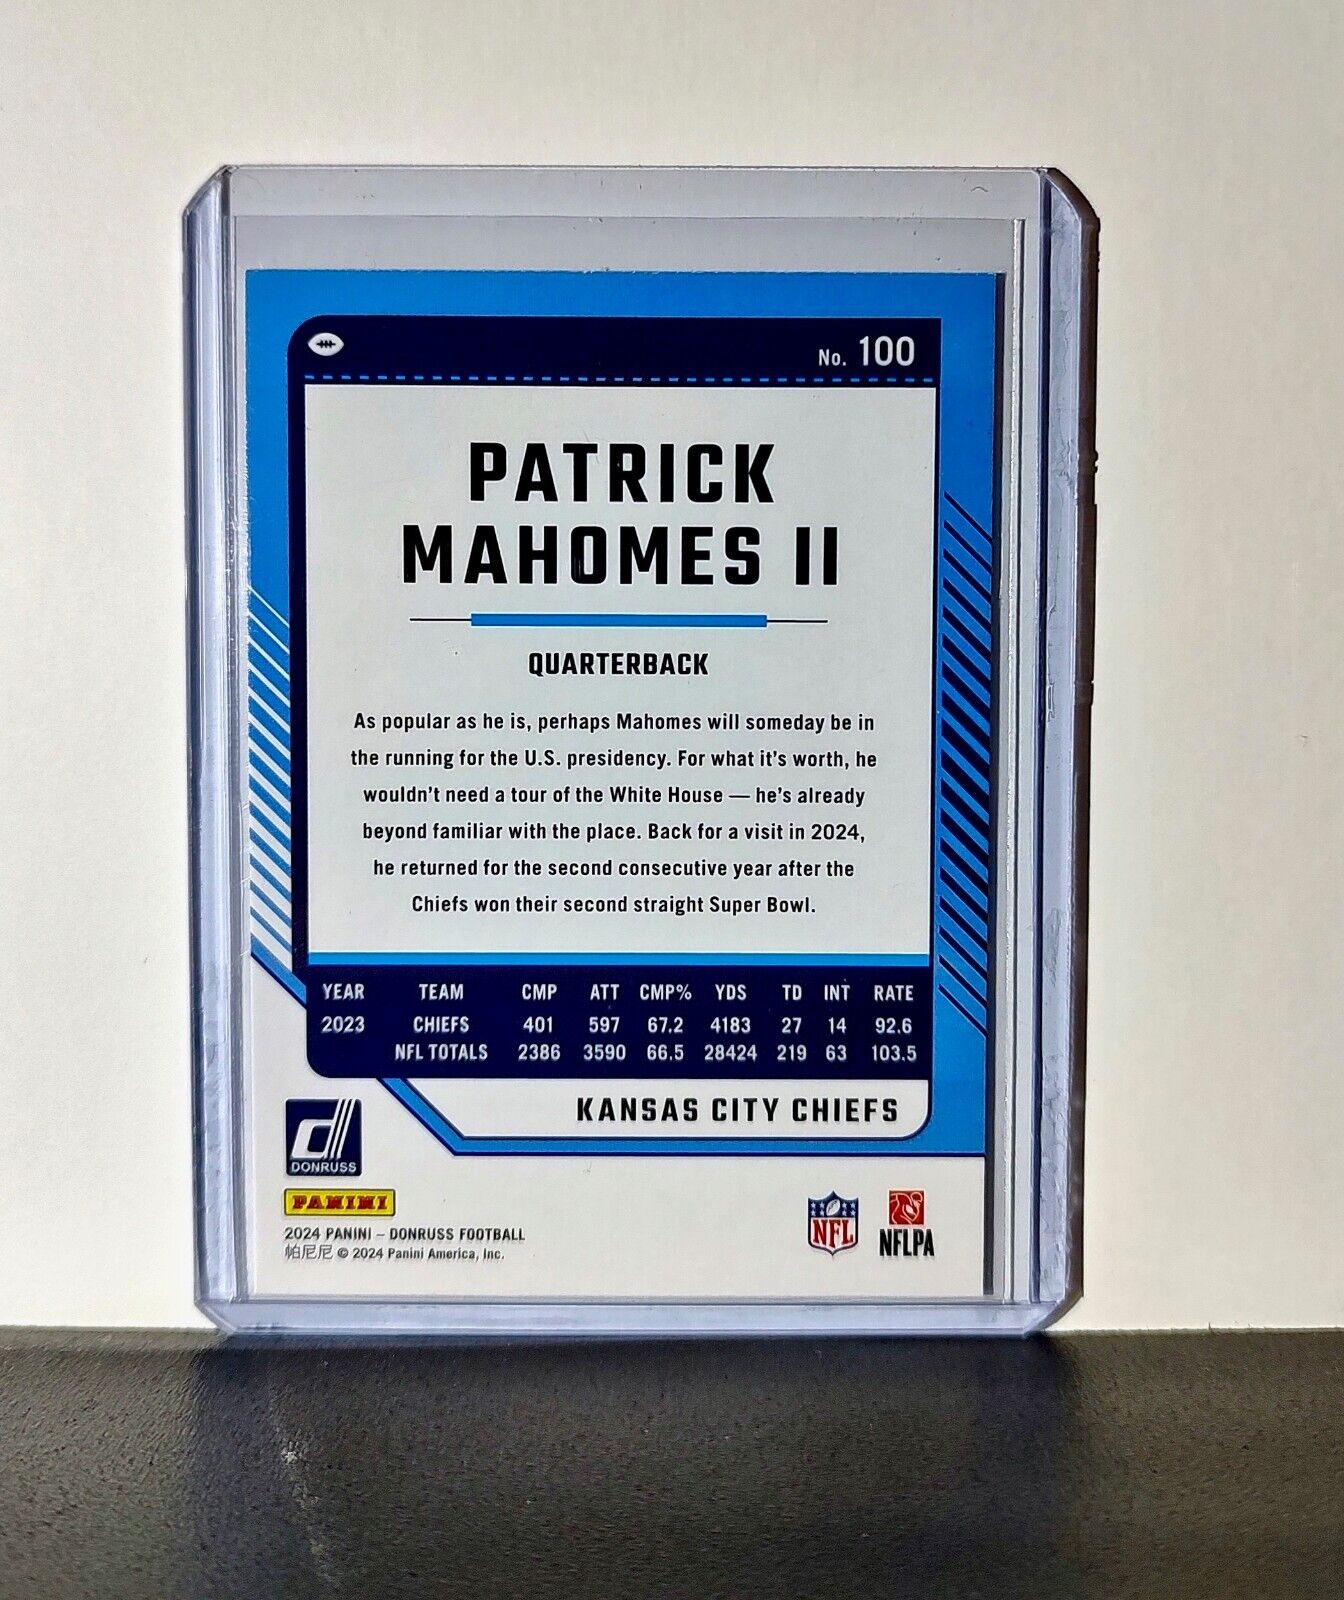 No. 100
PATRICK
MAHOMES II
QUARTERBACK
As popular as he is, perhaps Mahomes will someday be in
the running for the U.S. presidency. For what it's worth, he
wouldn't need a tour of the White House — he's already
beyond familiar with the place. Back for a visit in 2024,
he returned for the second consecutive year after the
Chiefs won their second straight Super Bowl.
YEAR TEAM CMP ATT CMP% YDS TD INT RATE
2023 CHIEFS 401 597 67.2 4183 27 14 92.6
NFL TOTALS 2386 3590 66.5 28424 219 63 103.5
KANSAS CITY CHIEFS
d
DONRUSS
PANINI
2024 PANINI – DONRUSS FOOTBALL
帕尼尼 © 2024 Panini America, Inc.
NFL
NFLPA